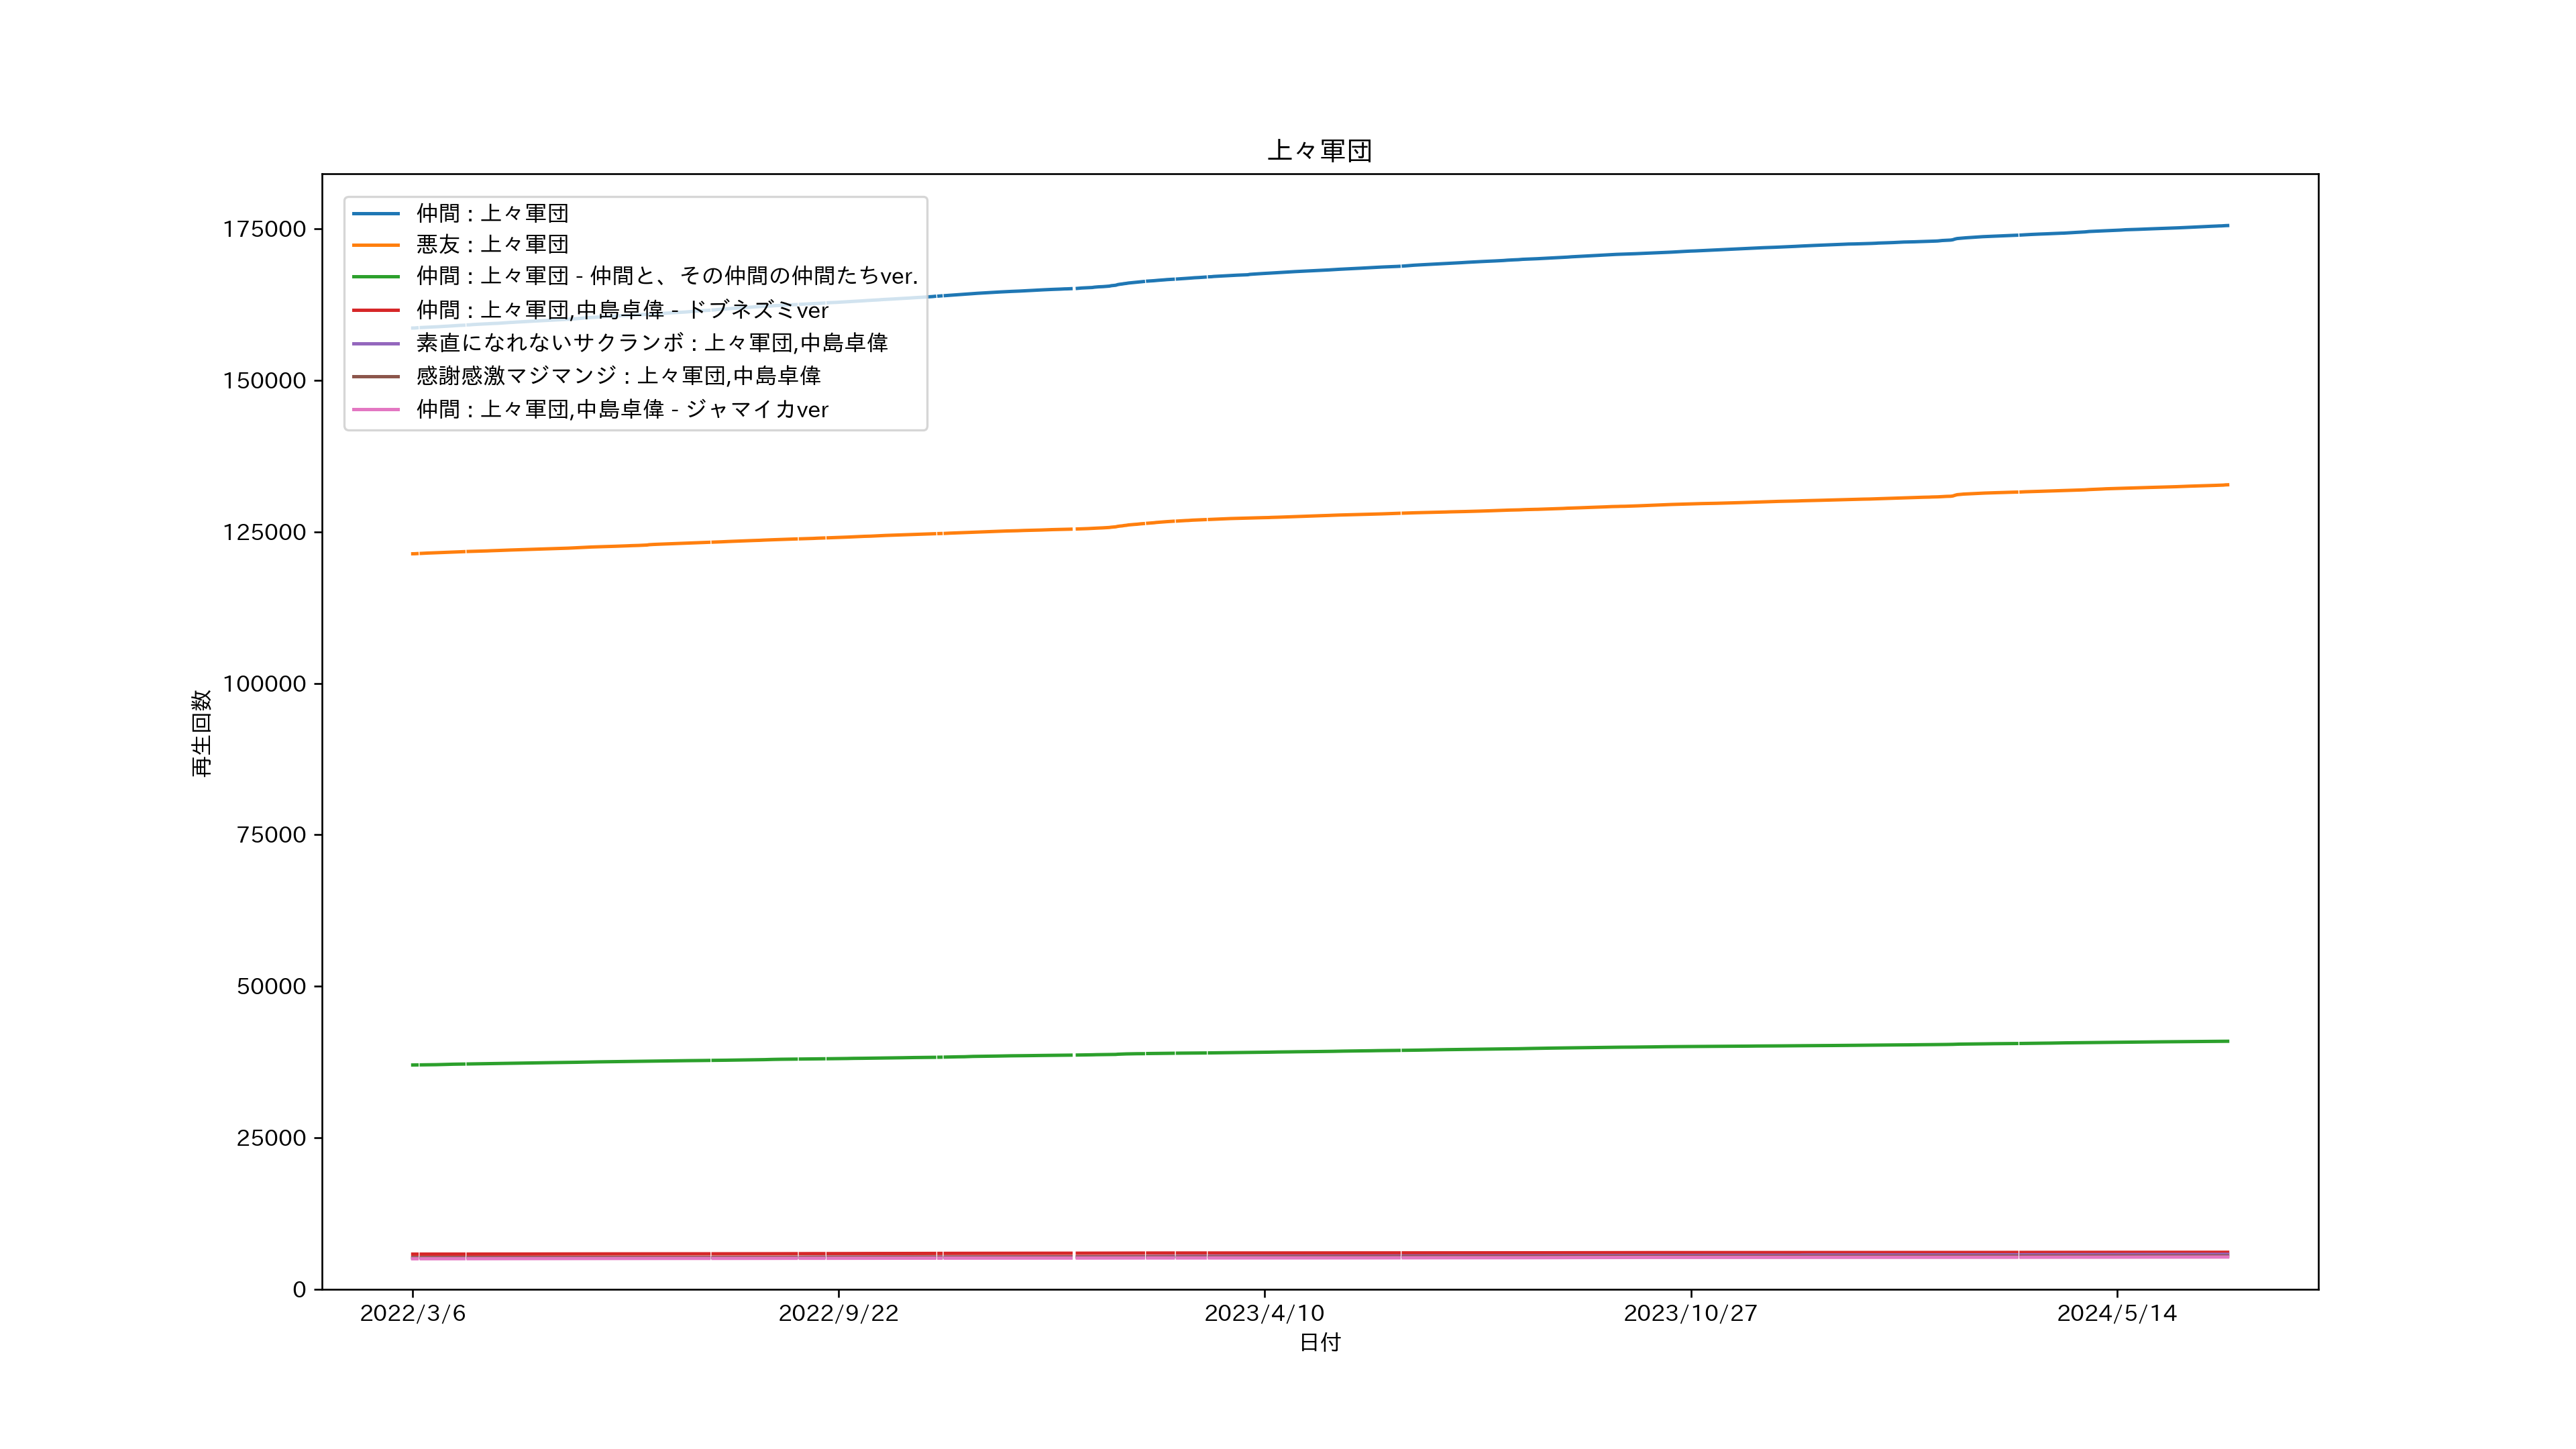 上々軍団
仲間 : 上々軍団
悪友 : 上々軍団
仲間 : 上々軍団 - 仲間と、その仲間の仲間たちver.
仲間 : 上々軍団,中島卓偉 - ドブネズミver
素直になれないサクランボ : 上々軍団,中島卓偉
感謝感激マジマンジ : 上々軍団,中島卓偉
仲間 : 上々軍団,中島卓偉 - ジャマイカver
175000
150000
125000
100000
75000
50000
25000
0
再生回数
2022/3/6
2022/9/22
2023/4/10
2023/10/27
2024/5/14
日付